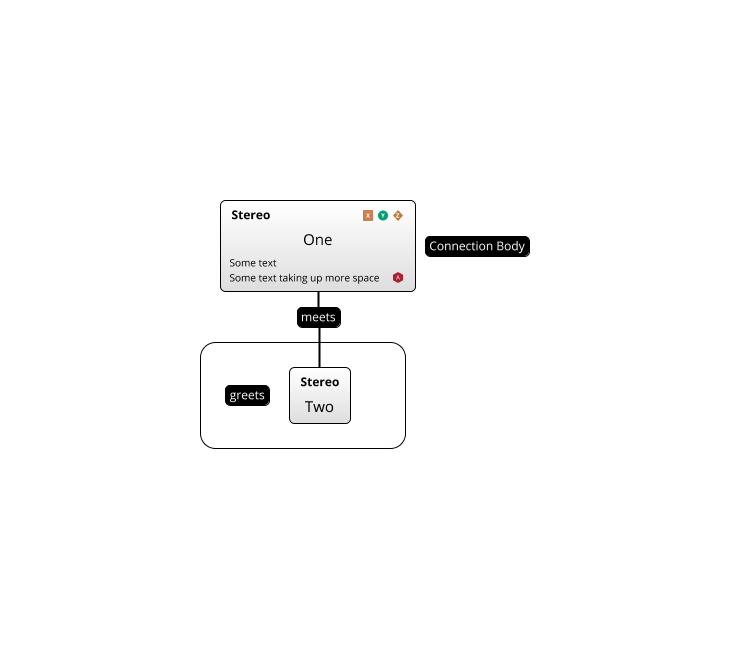 Stereo X Y Z
One
Connection Body
Some text
Some text taking up more space A
meets
Stereo
greets
Two